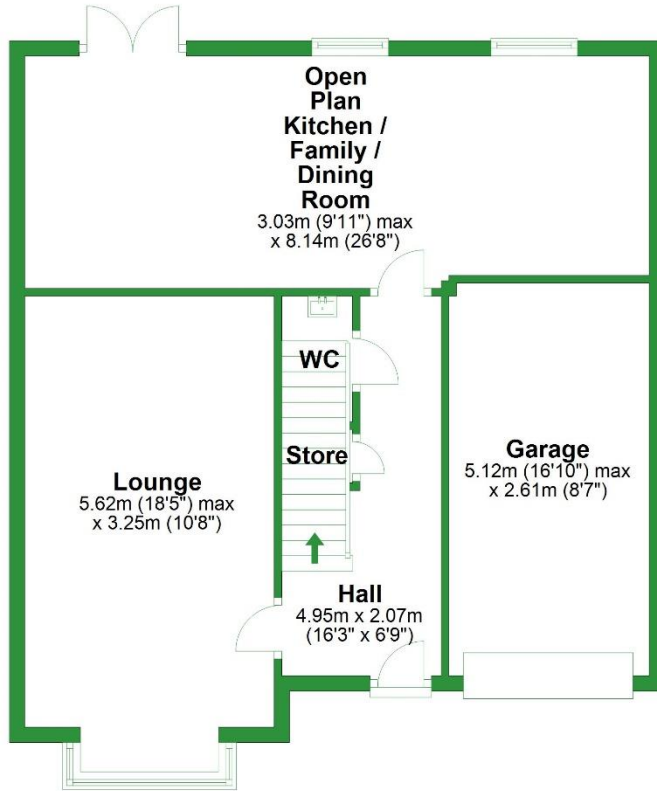 Open
Plan
Kitchen /
Family /
Dining
Room
3.03m (9'11") max
x 8.14m (26'8")
WC
Store
Lounge
5.62m (18'5") max
x 3.25m (10'8")
Garage
5.12m (16'10") max
x 2.61m (8'7")
Hall
4.95m x 2.07m
(16'3" x 6'9")